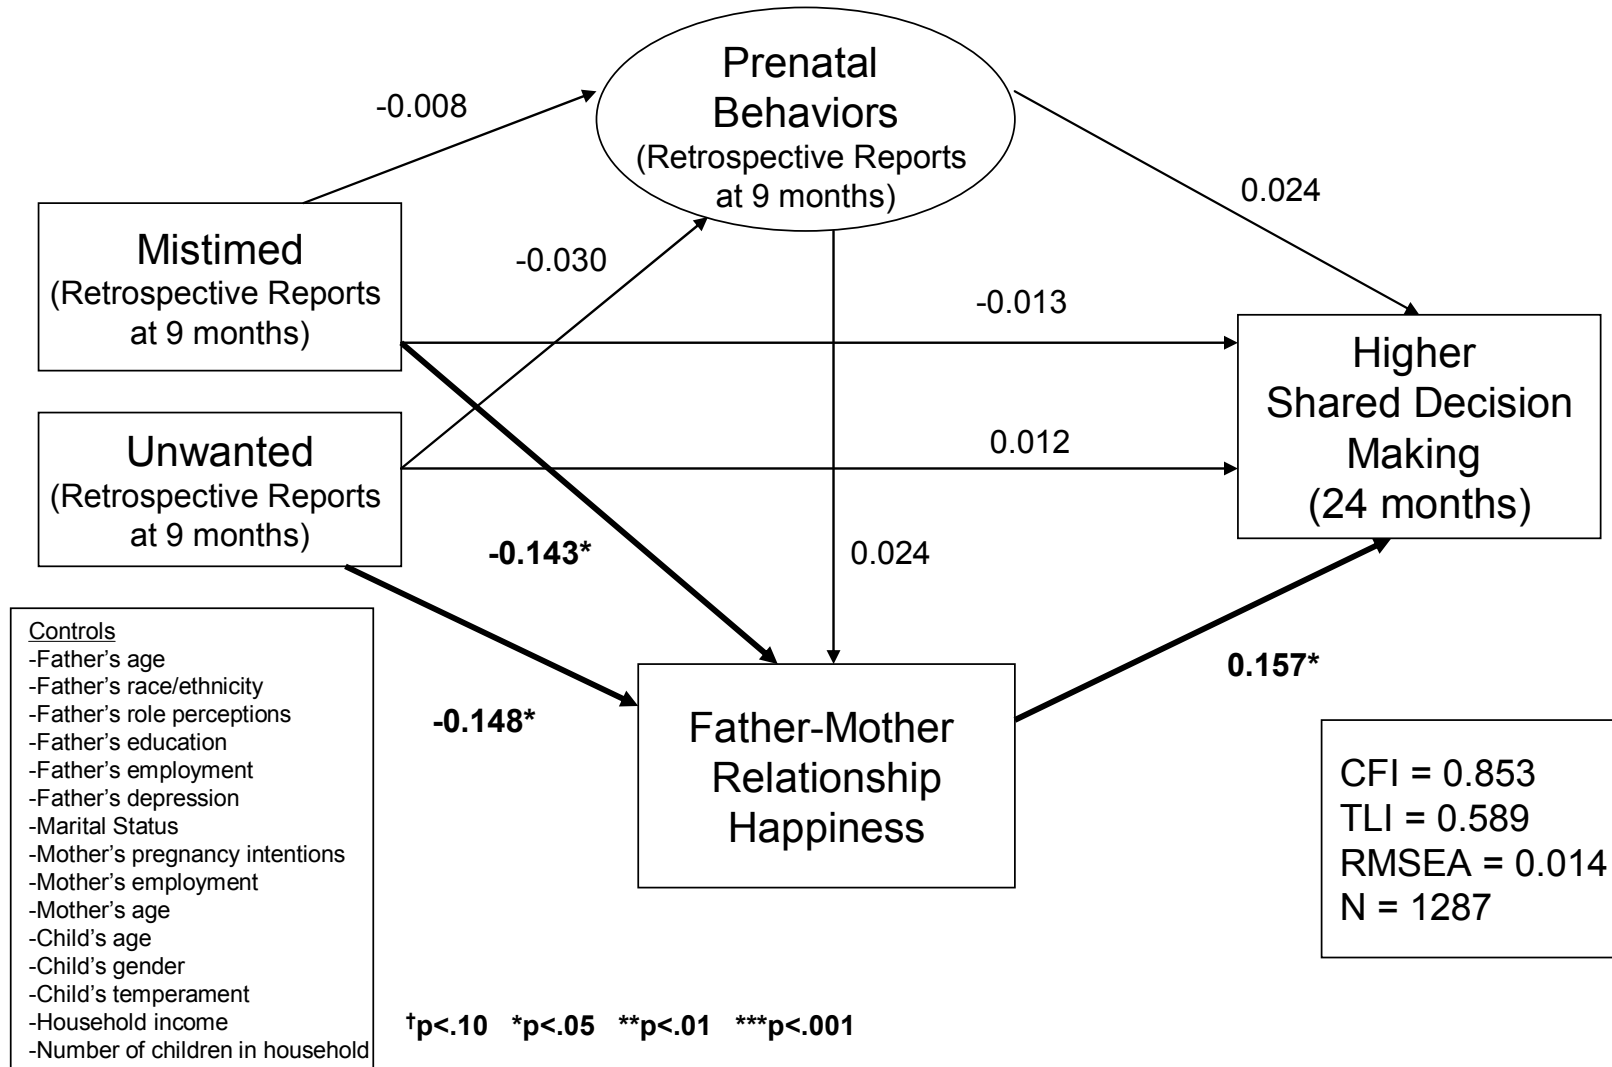 Prenatal
Behaviors
(Retrospective Reports
at 9 months)
-0.008
0.024
Mistimed
(Retrospective Reports
at 9 months)
-0.030
-0.013
Higher
Shared Decision
Making
(24 months)
Unwanted
(Retrospective Reports
at 9 months)
0.012
-0.143*
0.024
Controls
-Father’s age
-Father’s race/ethnicity
-Father’s role perceptions
-Father’s education
-Father’s employment
-Father’s depression
-Marital Status
-Mother’s pregnancy intentions
-Mother’s employment
-Mother’s age
-Child’s age
-Child’s gender
-Child’s temperament
-Household income
-Number of children in household
-0.148*
Father-Mother
Relationship
Happiness
0.157*
CFI = 0.853
TLI = 0.589
RMSEA = 0.014
N = 1287
†p<.10 *p<.05 **p<.01 ***p<.001